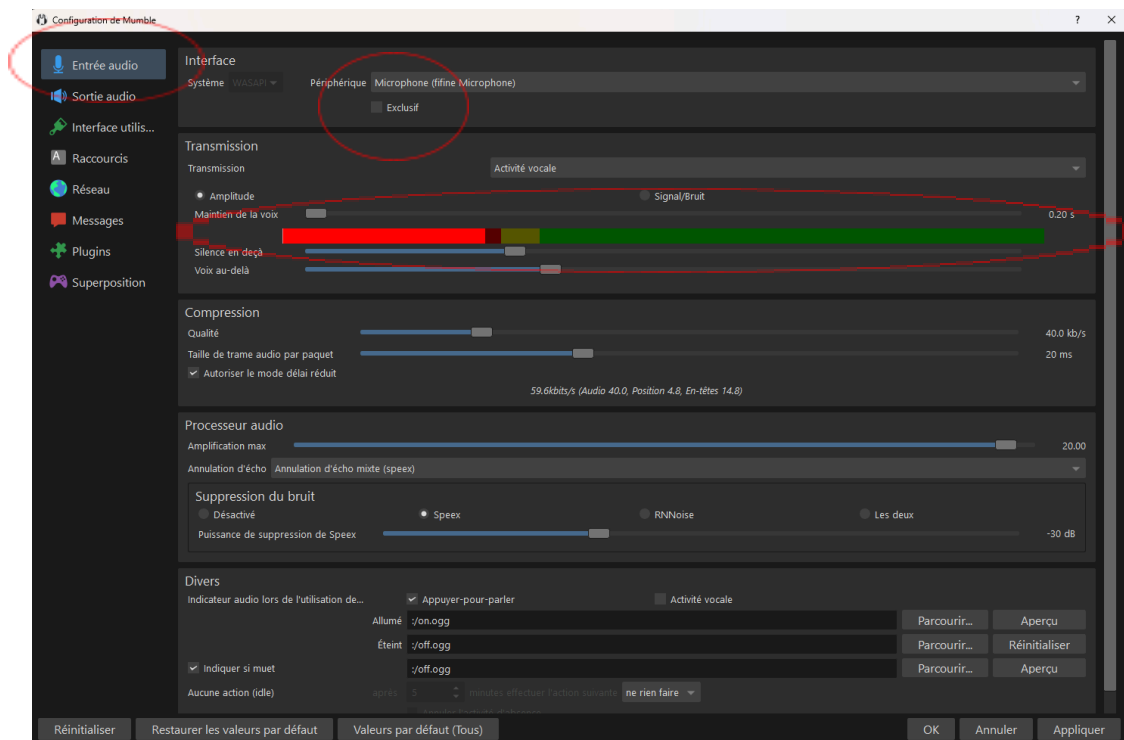 Configuration de Mumble ? ×
Entrée audio
Sortie audio
Interface utilis...
A Raccourcis
Réseau
Messages
Plugins
Superposition
Interface
Système WASAPI Périphérique Microphone (fifine Microphone)
Exclusif
Transmission
Transmission Activité vocale
Amplitude Signal/Bruit
Maintien de la voix 0.20 s
Silence en deçà
Voix au-delà
Compression
Qualité 40.0 kb/s
Taille de trame audio par paquet 20 ms
Autoriser le mode délai réduit
59.6kbits/s (Audio 40.0, Position 4.8, En-têtes 14.8)
Processeur audio
Amplification max 20.00
Annulation d'écho Annulation d'écho mixte (speex)
Suppression du bruit
Désactivé Speex RNNoise Les deux
Puissance de suppression de Speex -30 dB
Divers
Indicateur audio lors de l'utilisation de... Appuyer-pour-parler Activité vocale
Allumé :/on.ogg Parcourir... Aperçu
Éteint :/off.ogg Parcourir... Réinitialiser
Indiquer si muet :/off.ogg Parcourir... Aperçu
Aucune action (idle) après 5 minutes effectuer l'action suivante ne rien faire
Réinitialiser Restaurer les valeurs par défaut Valeurs par défaut (Tous) OK Annuler Appliquer